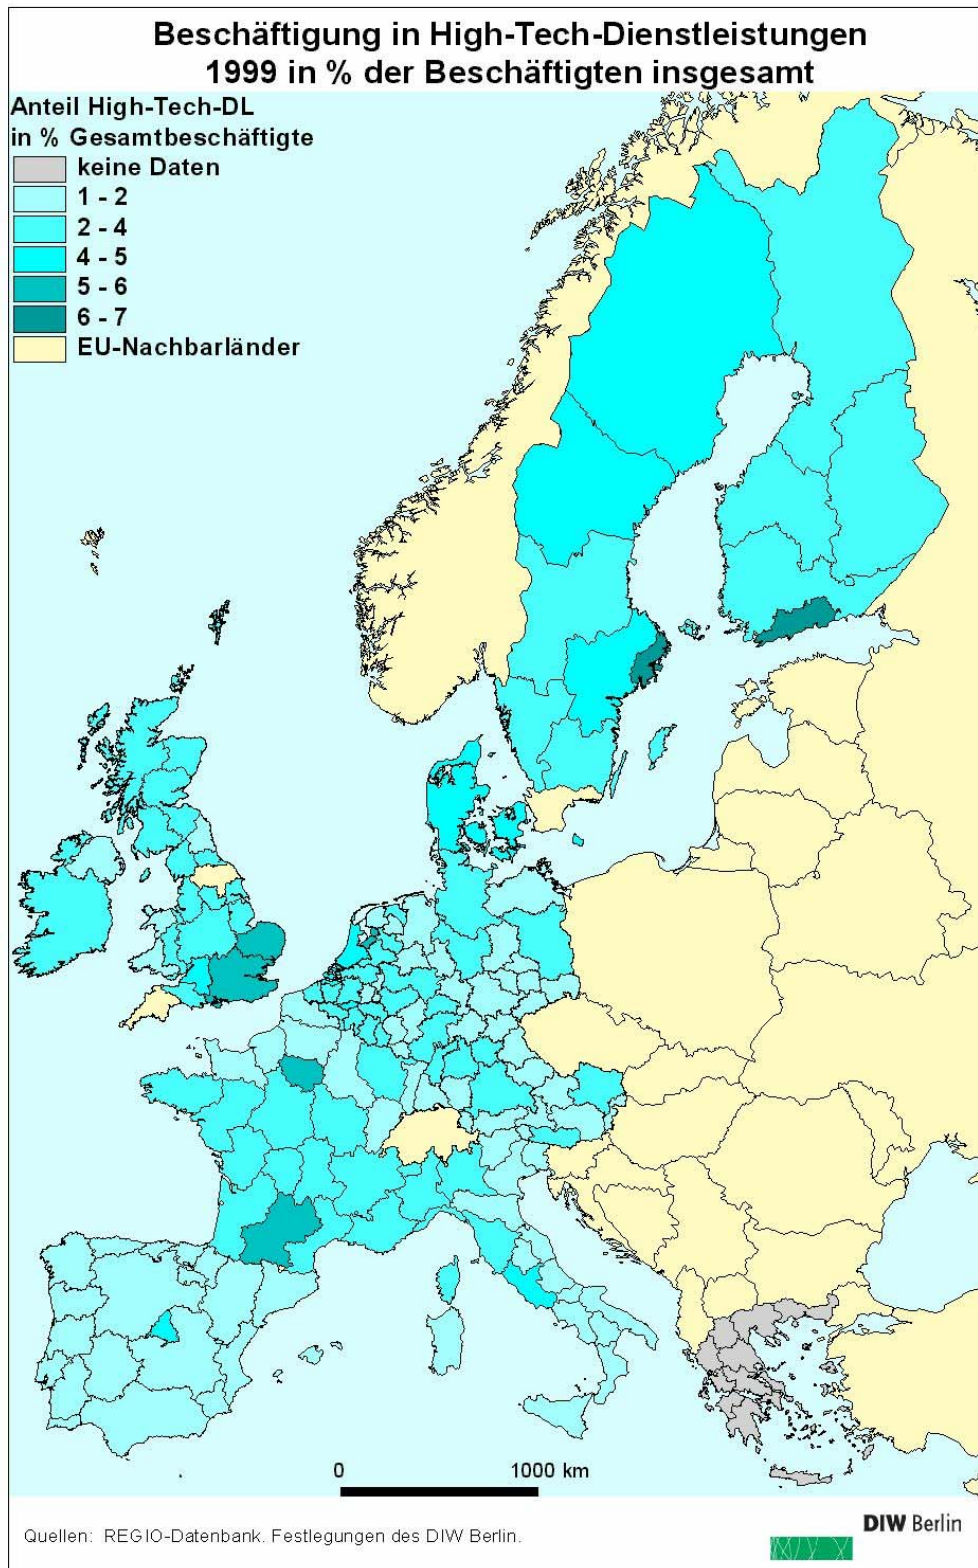 Beschäftigung in High-Tech-Dienstleistungen
1999 in % der Beschäftigten insgesamt
Anteil High-Tech-DL
in % Gesamtbeschäftigte
keine Daten
1 - 2
2 - 4
4 - 5
5 - 6
6 - 7
EU-Nachbarländer
0 1000 km
Quellen: REGIO-Datenbank. Festlegungen des DIW Berlin.
DIW Berlin